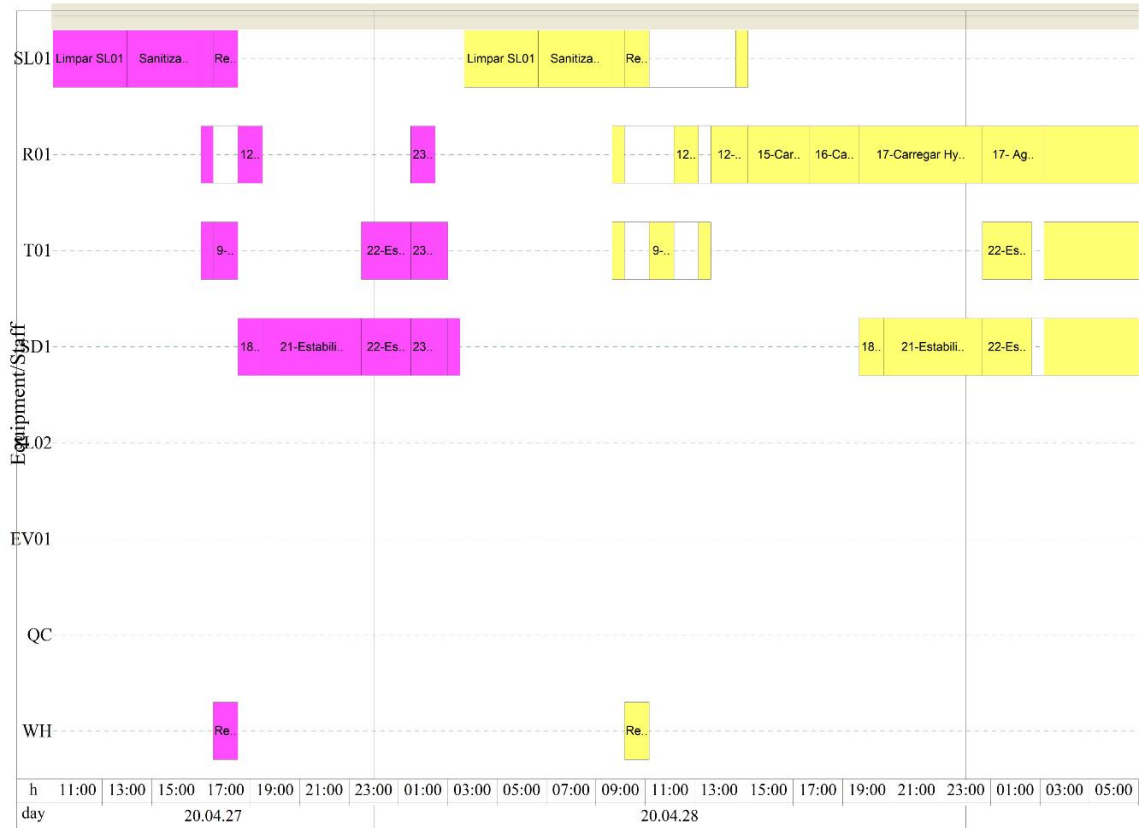 SL01 Limpar SL01 Sanitiza.. Re.. Limpar SL01 Sanitiza.. Re..
R01 12.. 23.. 12.. 12-.. 15-Car.. 16-Ca.. 17-Carregar Hy.. 17- Ag..
T01 9-.. 22-Es.. 23.. 9-.. 22-Es..
SD1 18.. 21-Estabili.. 22-Es.. 23.. 18.. 21-Estabili.. 22-Es..
Equipment/Staff
SL02
EV01
QC
WH Re.. Re..
h 11:00 13:00 15:00 17:00 19:00 21:00 23:00 01:00 03:00 05:00 07:00 09:00 11:00 13:00 15:00 17:00 19:00 21:00 23:00 01:00 03:00 05:00
day 20.04.27 20.04.28